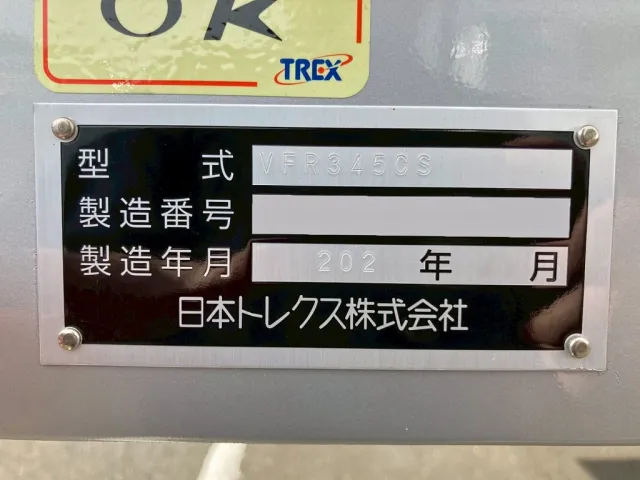 OK
TREX
型 式 VFR345CS
製造番号
製造年月 202 年 月
日本トレクス株式会社